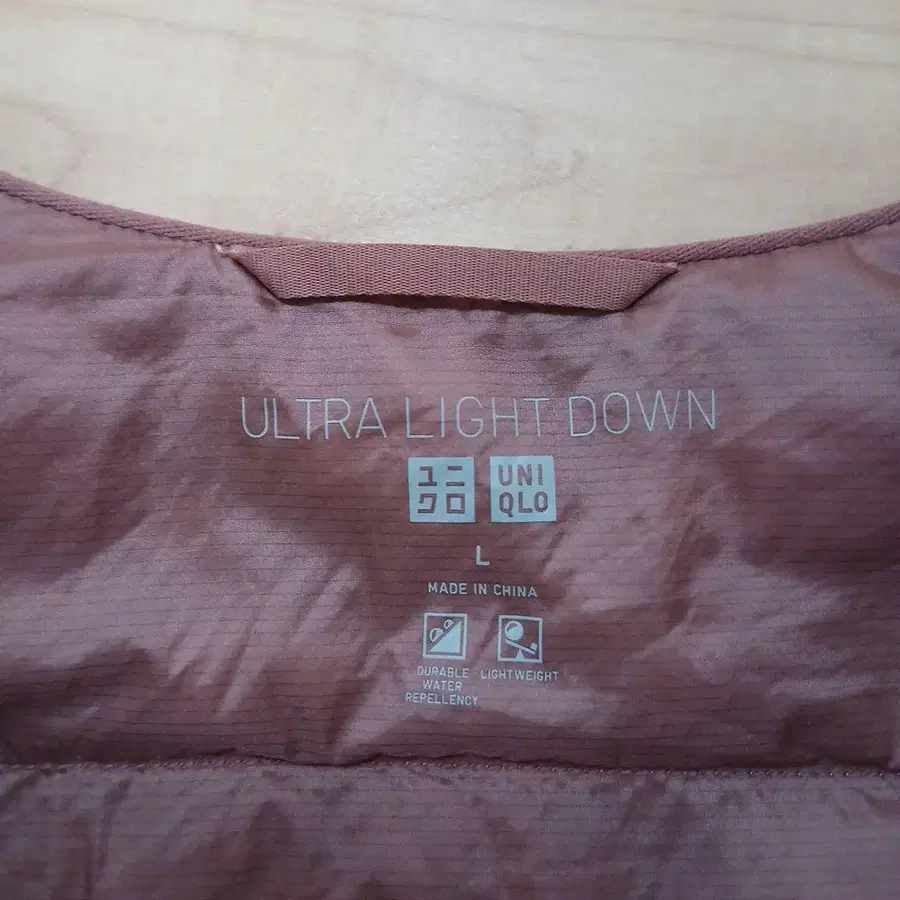 ULTRA LIGHT DOWN
ユニ UNI
クロ QLO
L
MADE IN CHINA
DURABLE LIGHTWEIGHT
WATER
REPELLENCY